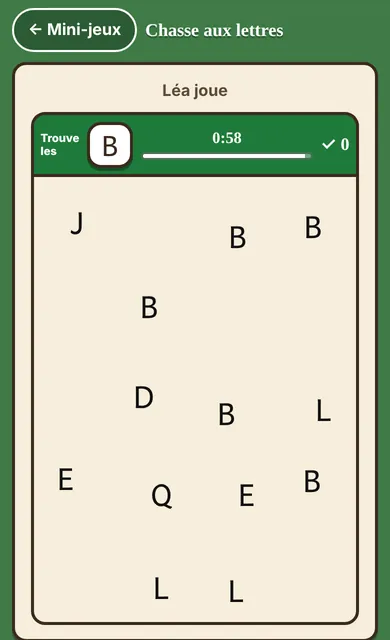 ← Mini-jeux Chasse aux lettres
Léa joue
Trouve les B 0:58 ✓ 0
J B B
B
D B L
E Q E B
L L